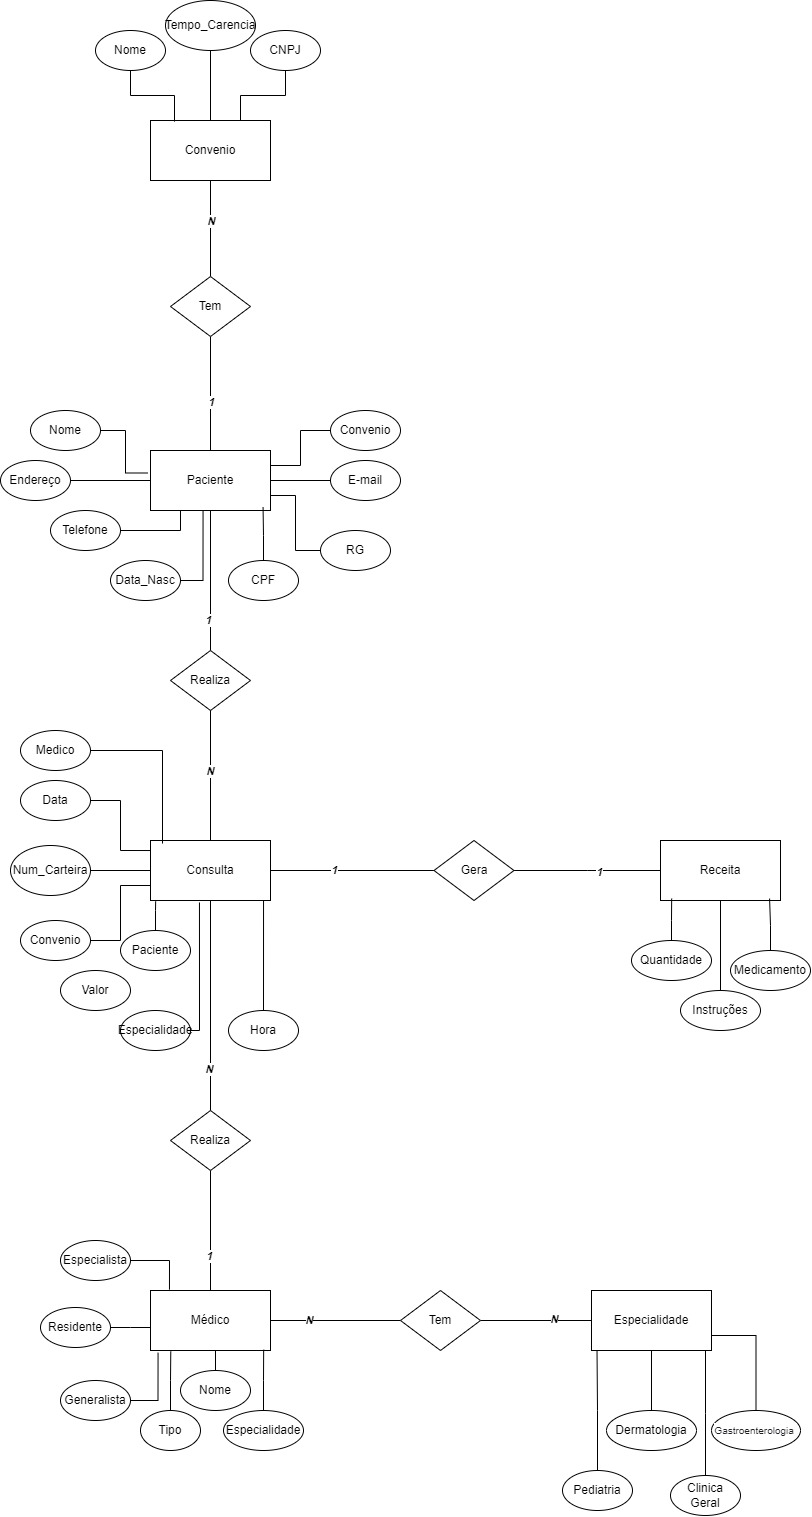 Tempo_Carencia
Nome
CNPJ
Convenio
N
Tem
1
Nome
Convenio
Endereço
Paciente
E-mail
Telefone
RG
Data_Nasc
CPF
1
Realiza
Medico
N
Data
Num_Carteira
Consulta
1
Gera
1
Receita
Convenio
Paciente
Quantidade
Medicamento
Valor
Instruções
Especialidade
Hora
N
Realiza
1
Especialista
Residente
Médico
N
Tem
N
Especialidade
Generalista
Nome
Tipo
Especialidade
Dermatologia
Gastroenterologia
Pediatria
Clinica
Geral